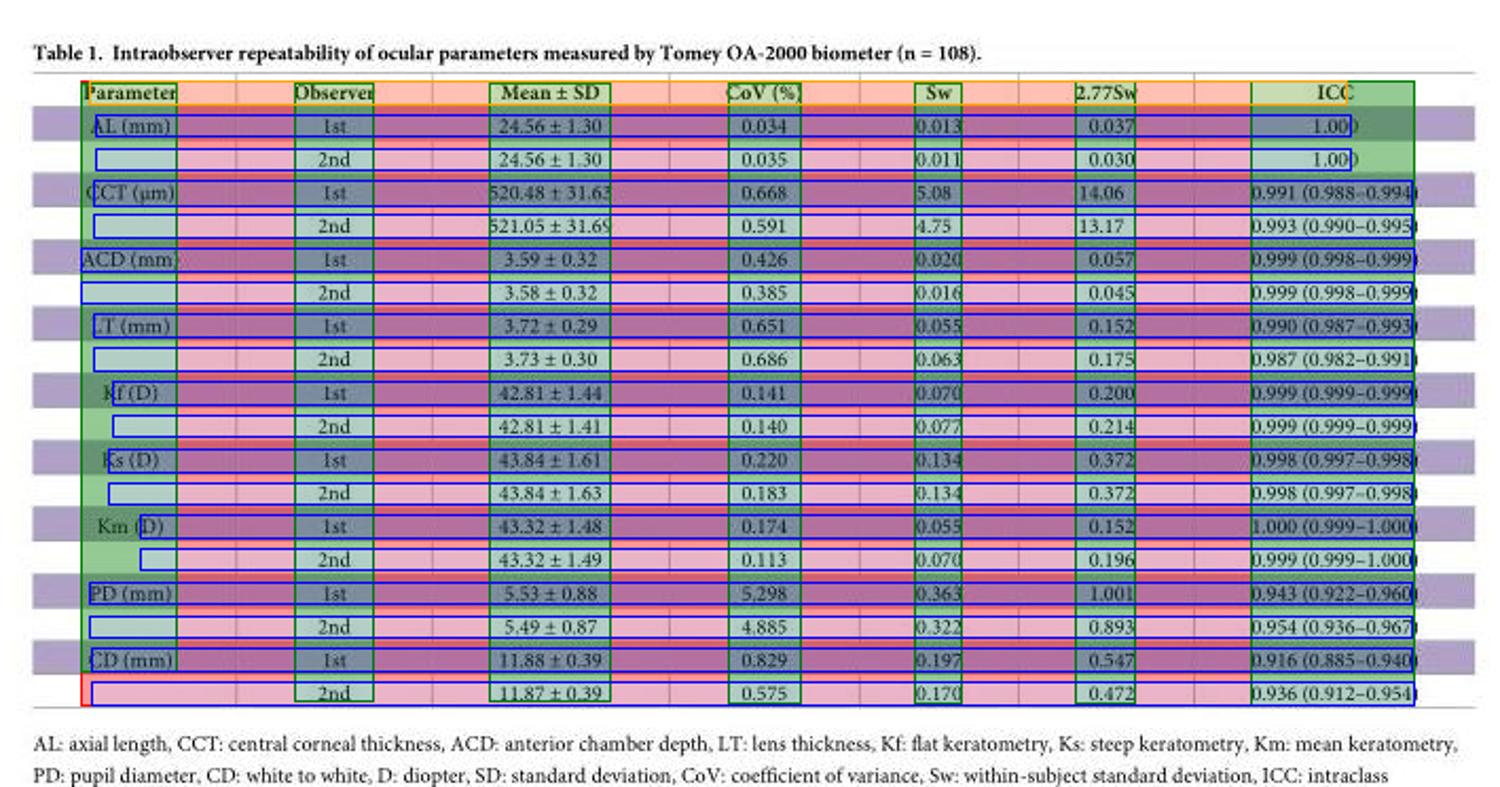 Table 1. Intraobserver repeatability of ocular parameters measured by Tomey OA-2000 biometer (n = 108).
Parameter Observer Mean ± SD CoV (%) Sw 2.77Sw ICC
AL (mm) 1st 24.56 ± 1.30 0.034 0.013 0.037 1.000
2nd 24.56 ± 1.30 0.035 0.011 0.030 1.000
CCT (μm) 1st 520.48 ± 31.63 0.668 5.08 14.06 0.991 (0.988–0.994)
2nd 521.05 ± 31.69 0.591 4.75 13.17 0.993 (0.990–0.995)
ACD (mm) 1st 3.59 ± 0.32 0.426 0.020 0.057 0.999 (0.998–0.999)
2nd 3.58 ± 0.32 0.385 0.016 0.045 0.999 (0.998–0.999)
LT (mm) 1st 3.72 ± 0.29 0.651 0.055 0.152 0.990 (0.987–0.993)
2nd 3.73 ± 0.30 0.686 0.063 0.175 0.987 (0.982–0.991)
Kf (D) 1st 42.81 ± 1.44 0.141 0.070 0.200 0.999 (0.999–0.999)
2nd 42.81 ± 1.41 0.140 0.077 0.214 0.999 (0.999–0.999)
Ks (D) 1st 43.84 ± 1.61 0.220 0.134 0.372 0.998 (0.997–0.998)
2nd 43.84 ± 1.63 0.183 0.134 0.372 0.998 (0.997–0.998)
Km (D) 1st 43.32 ± 1.48 0.174 0.055 0.152 1.000 (0.999–1.000)
2nd 43.32 ± 1.49 0.113 0.070 0.196 0.999 (0.999–1.000)
PD (mm) 1st 5.53 ± 0.88 5.298 0.363 1.001 0.943 (0.922–0.960)
2nd 5.49 ± 0.87 4.885 0.322 0.893 0.954 (0.936–0.967)
CD (mm) 1st 11.88 ± 0.39 0.829 0.197 0.547 0.916 (0.885–0.940)
2nd 11.87 ± 0.39 0.575 0.170 0.472 0.936 (0.912–0.954)
AL: axial length, CCT: central corneal thickness, ACD: anterior chamber depth, LT: lens thickness, Kf: flat keratometry, Ks: steep keratometry, Km: mean keratometry,
PD: pupil diameter, CD: white to white, D: diopter, SD: standard deviation, CoV: coefficient of variance, Sw: within-subject standard deviation, ICC: intraclass